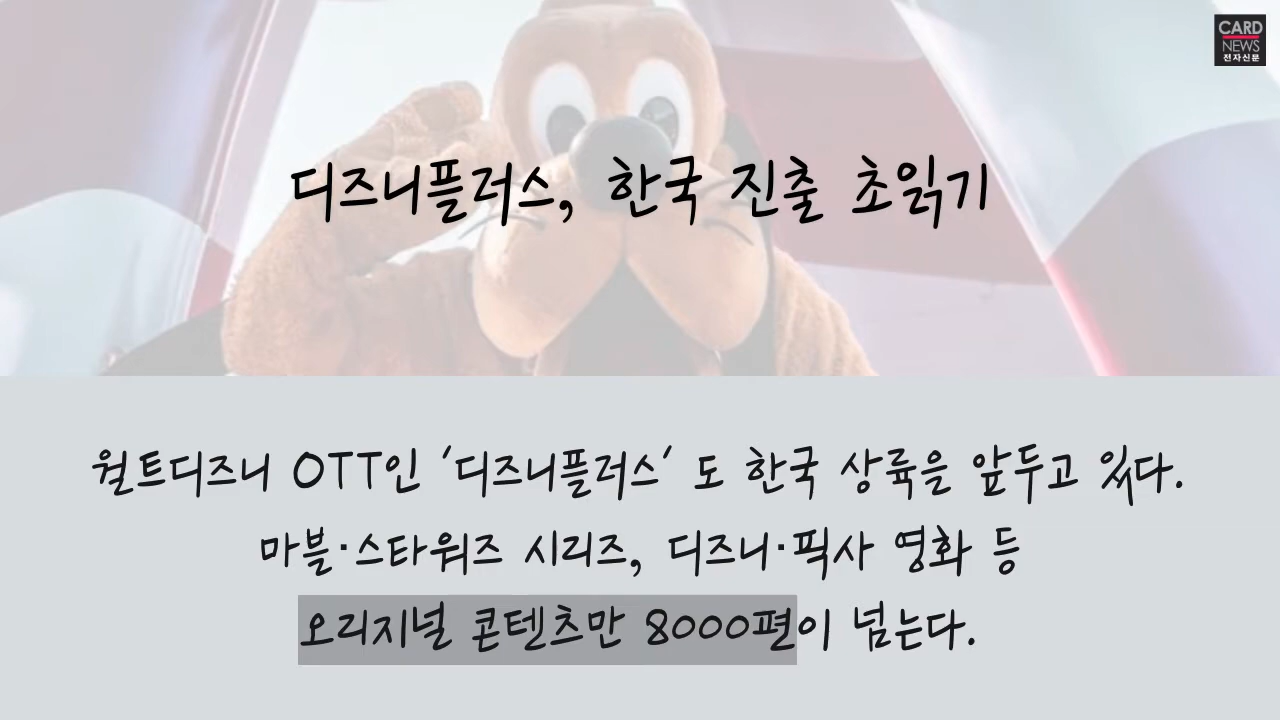 CARD
NEWS
전자신문
디즈니플러스, 한국 진출 초읽기
월트디즈니 OTT인 '디즈니플러스' 도 한국 상륙을 앞두고 있다.
마블·스타워즈 시리즈, 디즈니·픽사 영화 등
오리지널 콘텐츠만 8000편이 넘는다.